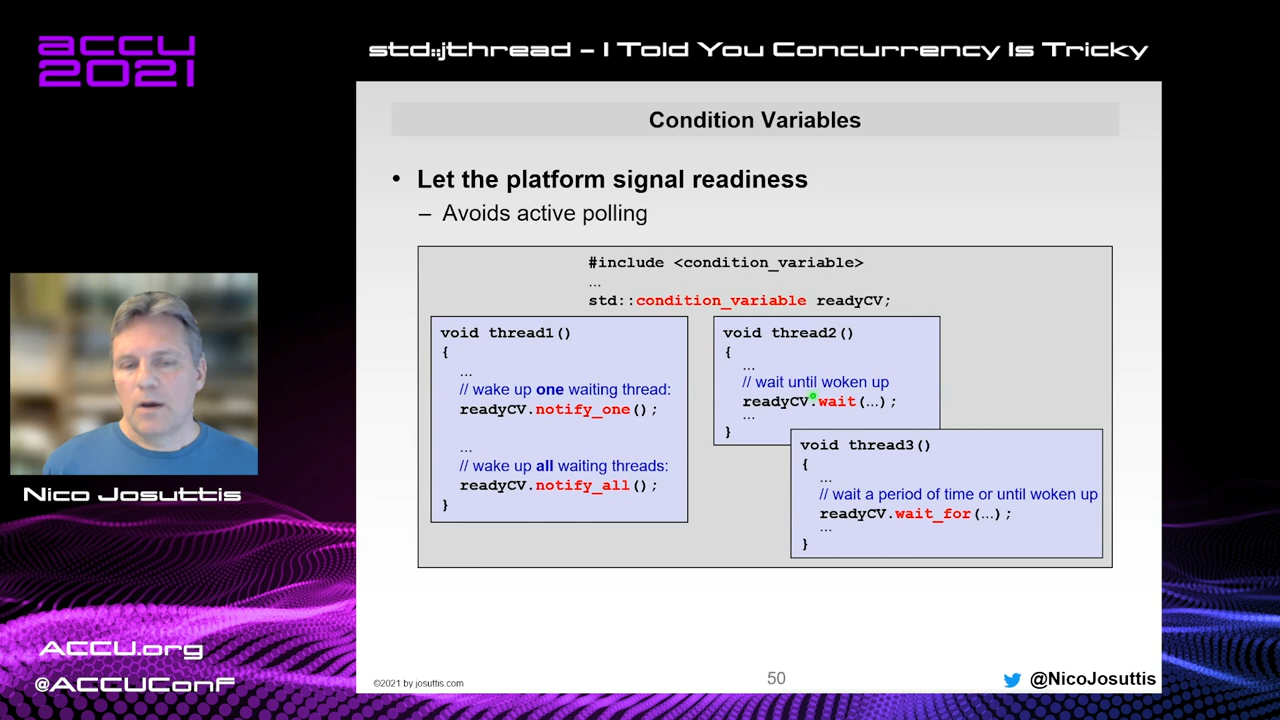 accu
2021
std::jthread – I Told You Concurrency Is Tricky
Condition Variables
• Let the platform signal readiness
– Avoids active polling
#include <condition_variable>
...
std::condition_variable readyCV;
void thread1()
{
...
// wake up one waiting thread:
readyCV.notify_one();
...
// wake up all waiting threads:
readyCV.notify_all();
}
void thread2()
{
...
// wait until woken up
readyCV.wait(...);
...
}
void thread3()
{
...
// wait a period of time or until woken up
readyCV.wait_for(...);
...
}
Nico Josuttis
ACCU.org
@ACCUConf
©2021 by josuttis.com
50
@NicoJosuttis